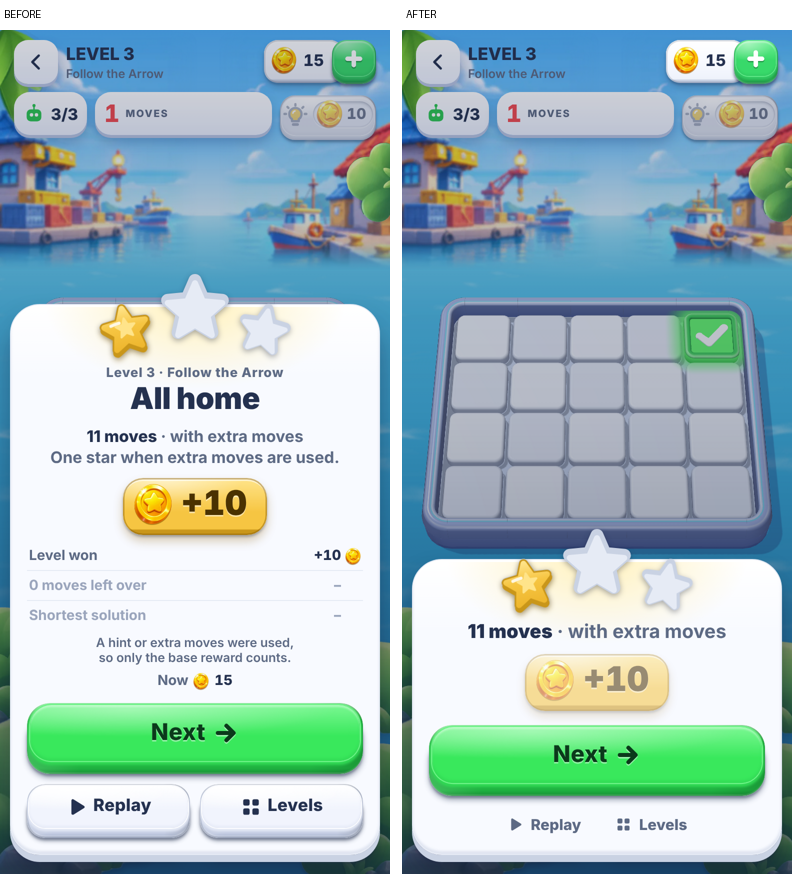 BEFORE
LEVEL 3
Follow the Arrow
15
3/3
1 MOVES
10
Level 3 · Follow the Arrow
All home
11 moves · with extra moves
One star when extra moves are used.
+10
Level won +10
0 moves left over –
Shortest solution –
A hint or extra moves were used,
so only the base reward counts.
Now 15
Next →
Replay
Levels
AFTER
LEVEL 3
Follow the Arrow
15
3/3
1 MOVES
10
11 moves · with extra moves
+10
Next →
Replay
Levels